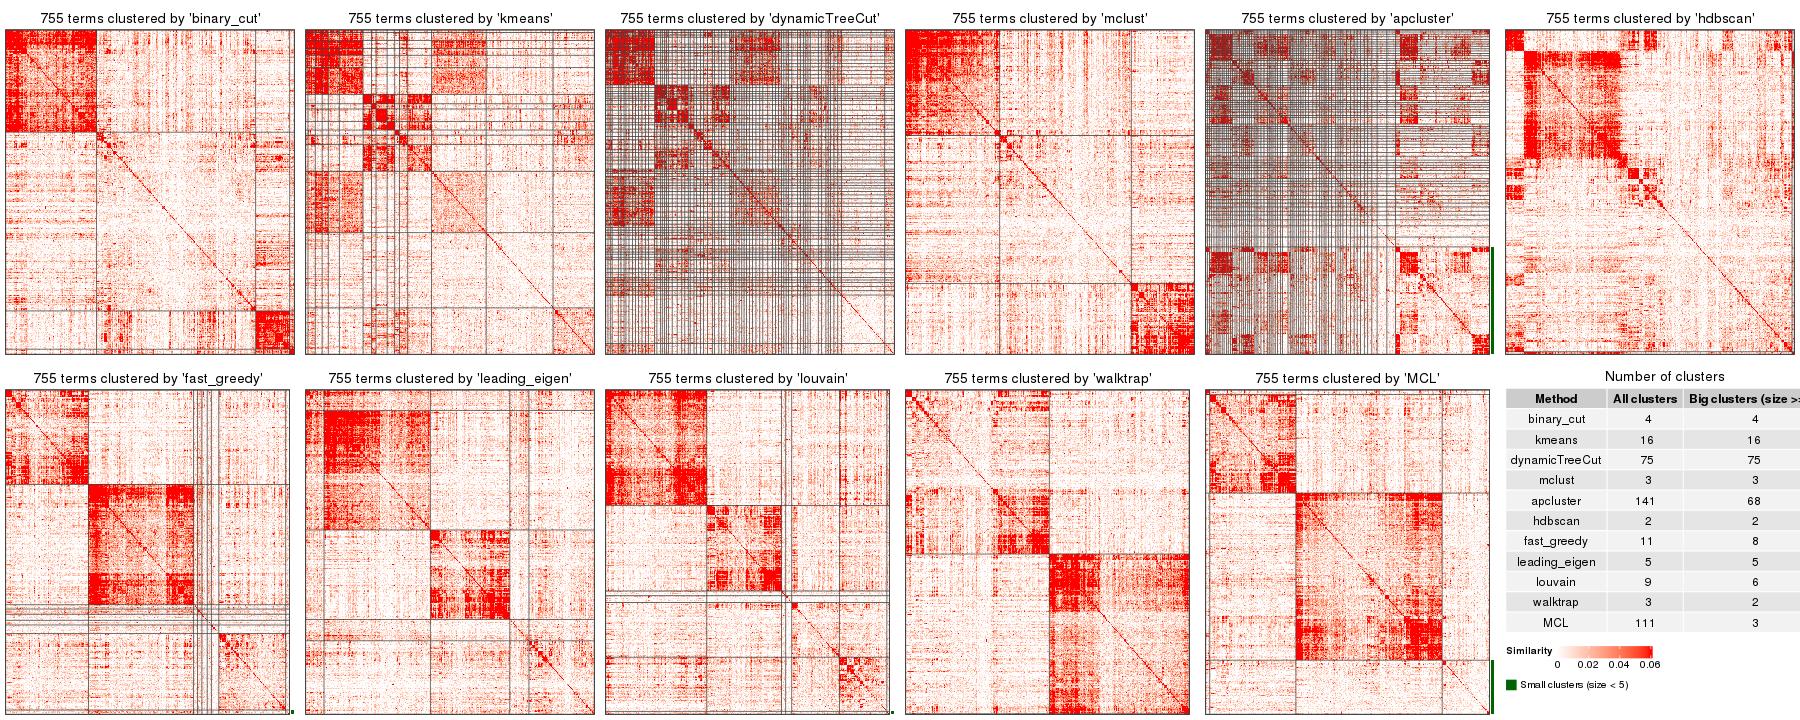 755 terms clustered by 'binary_cut'
755 terms clustered by 'kmeans'
755 terms clustered by 'dynamicTreeCut'
755 terms clustered by 'mclust'
755 terms clustered by 'apcluster'
755 terms clustered by 'hdbscan'
755 terms clustered by 'fast_greedy'
755 terms clustered by 'leading_eigen'
755 terms clustered by 'louvain'
755 terms clustered by 'walktrap'
755 terms clustered by 'MCL'
Number of clusters
Method All clusters Big clusters (size >=
binary_cut 4 4
kmeans 16 16
dynamicTreeCut 75 75
mclust 3 3
apcluster 141 68
hdbscan 2 2
fast_greedy 11 8
leading_eigen 5 5
louvain 9 6
walktrap 3 2
MCL 111 3
Similarity
0 0.02 0.04 0.06
Small clusters (size < 5)